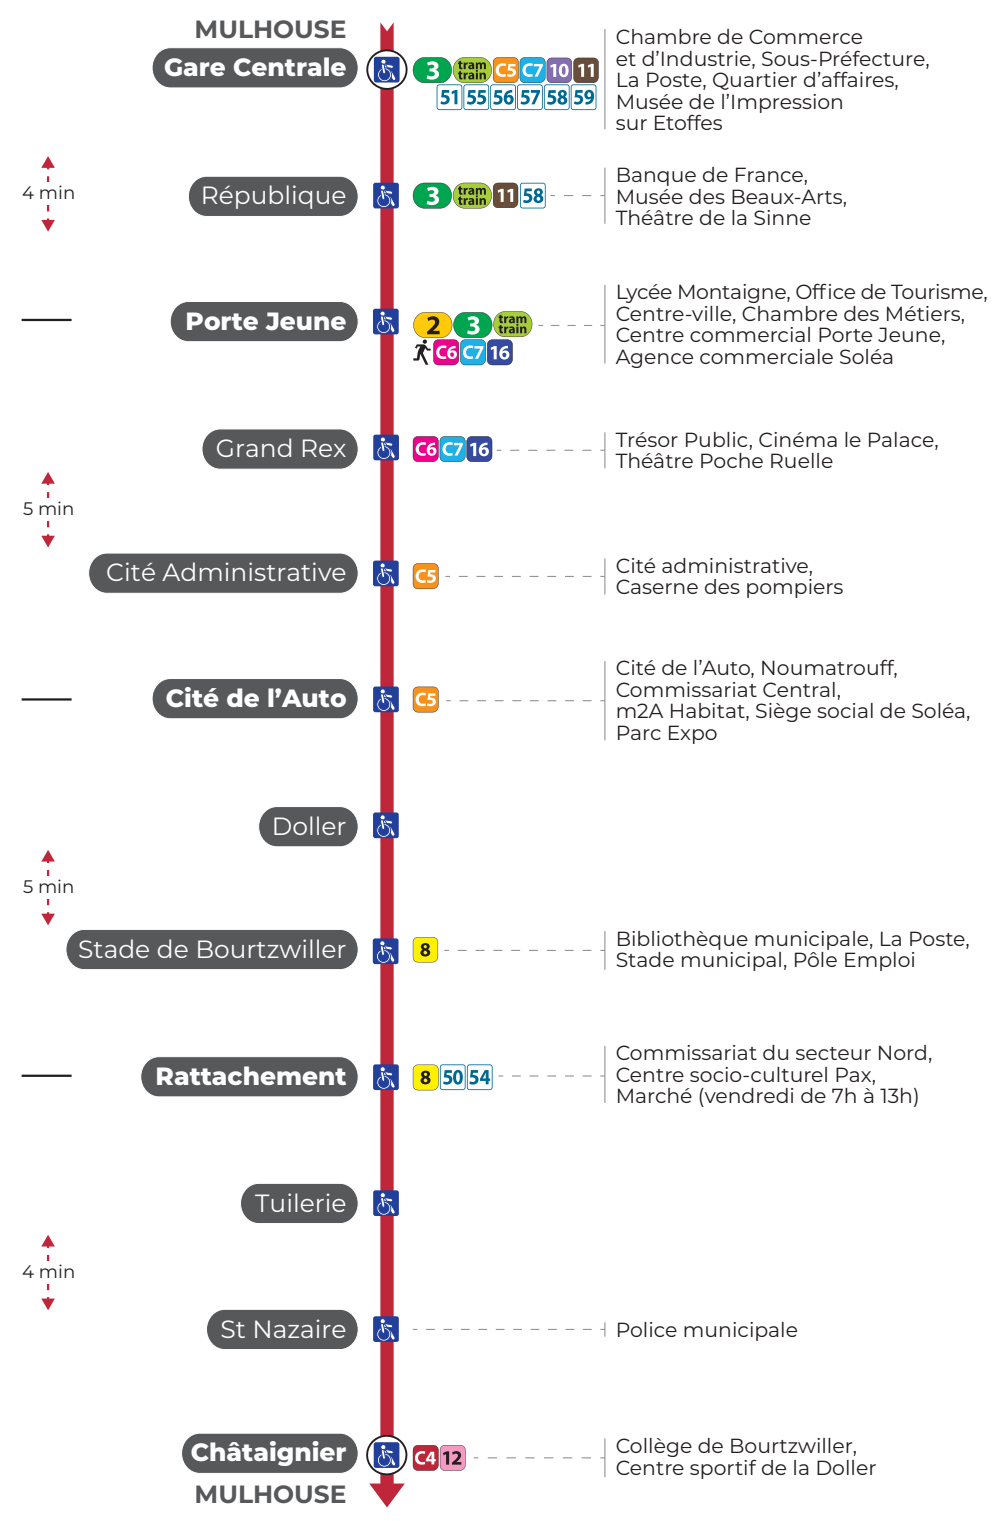 MULHOUSE
Gare Centrale
3 tram train C5 C7 10 11
51 55 56 57 58 59
Chambre de Commerce
et d'Industrie, Sous-Préfecture,
La Poste, Quartier d'affaires,
Musée de l'Impression
sur Etoffes
4 min
République
3 tram train 11 58
Banque de France,
Musée des Beaux-Arts,
Théâtre de la Sinne
Porte Jeune
2 3 tram train
C6 C7 16
Lycée Montaigne, Office de Tourisme,
Centre-ville, Chambre des Métiers,
Centre commercial Porte Jeune,
Agence commerciale Soléa
Grand Rex
C6 C7 16
Trésor Public, Cinéma le Palace,
Théâtre Poche Ruelle
5 min
Cité Administrative
C5
Cité administrative,
Caserne des pompiers
Cité de l'Auto
C5
Cité de l'Auto, Noumatrouff,
Commissariat Central,
m2A Habitat, Siège social de Soléa,
Parc Expo
Doller
5 min
Stade de Bourtzwiller
8
Bibliothèque municipale, La Poste,
Stade municipal, Pôle Emploi
Rattachement
8 50 54
Commissariat du secteur Nord,
Centre socio-culturel Pax,
Marché (vendredi de 7h à 13h)
Tuilerie
4 min
St Nazaire
Police municipale
Châtaignier
C4 12
Collège de Bourtzwiller,
Centre sportif de la Doller
MULHOUSE